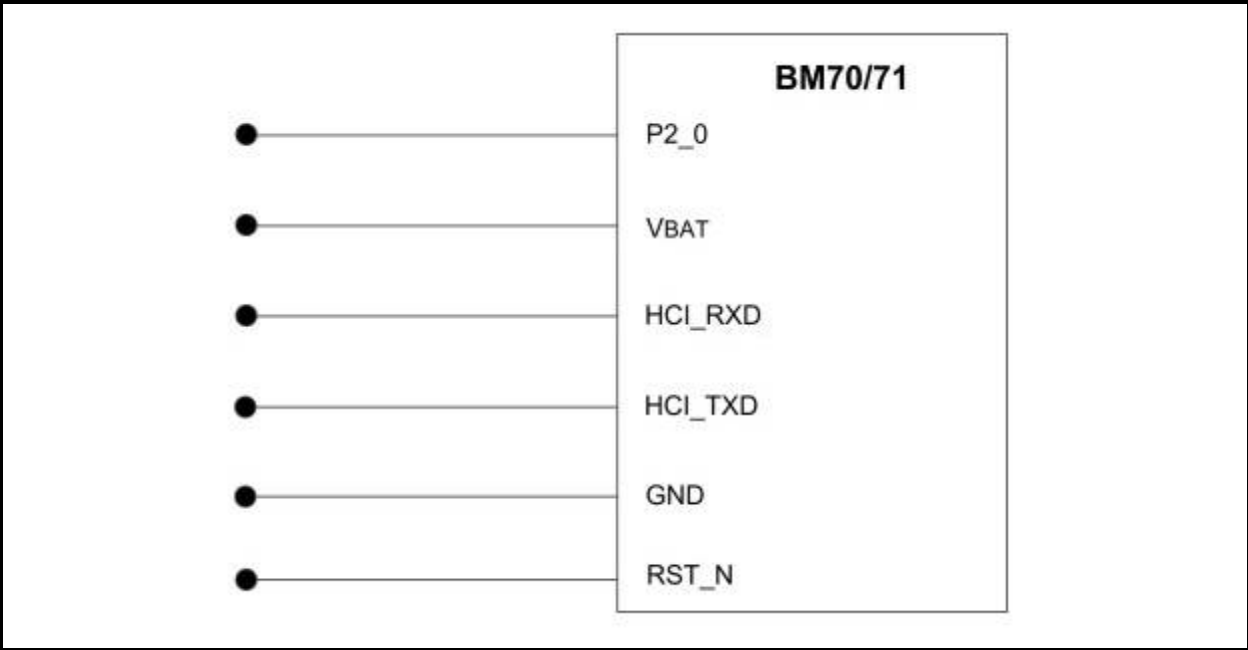 BM70/71
P2_0
VBAT
HCI_RXD
HCI_TXD
GND
RST_N